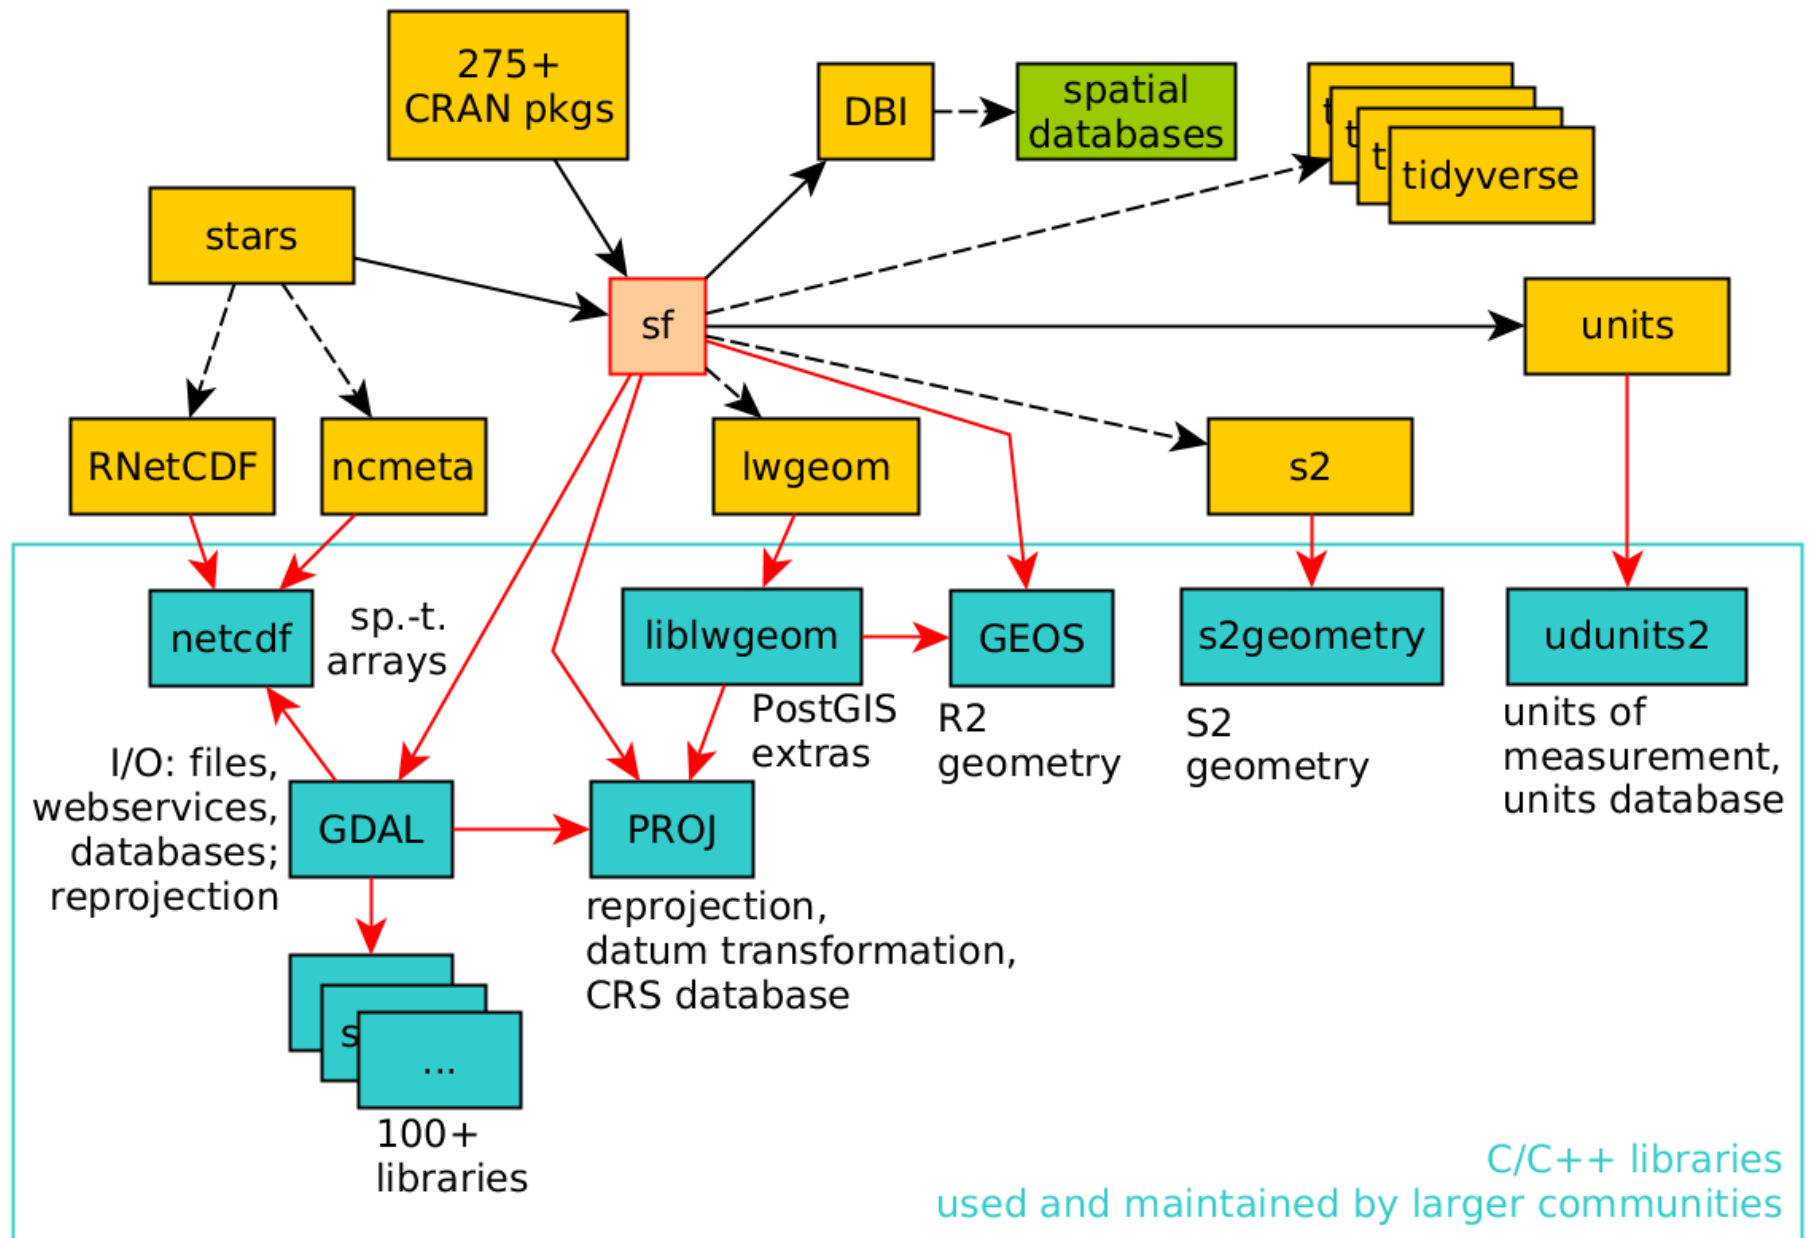 275+
CRAN pkgs
DBI
spatial
databases
t
t
t
tidyverse
stars
sf
units
RNetCDF
ncmeta
lwgeom
s2
netcdf
sp.-t.
arrays
liblwgeom
GEOS
s2geometry
udunits2
PostGIS
extras
R2
geometry
S2
geometry
units of
measurement,
units database
I/O: files,
webservices,
databases;
reprojection
GDAL
PROJ
reprojection,
datum transformation,
CRS database
s
...
100+
libraries
C/C++ libraries
used and maintained by larger communities